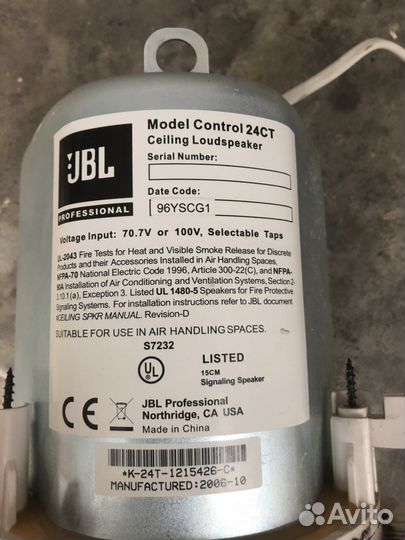 JBL
PROFESSIONAL
Model Control 24CT
Ceiling Loudspeaker
Serial Number:
Date Code:
96YSCG1
Voltage Input: 70.7V or 100V, Selectable Taps
UL-2043 Fire Tests for Heat and Visible Smoke Release for Discrete
Products and their Accessories Installed in Air Handling Spaces,
NFPA-70 National Electric Code 1996, Article 300-22(C), and NFPA-
90A Installation of Air Conditioning and Ventilation Systems, Section 2-
3.10.1(a), Exception 3. Listed UL 1480-5 Speakers for Fire Protective
Signaling Systems. For installation instructions refer to JBL document
#CEILING SPKR MANUAL. Revision-D
SUITABLE FOR USE IN AIR HANDLING SPACES.
S7232
UL
LISTED
15CM
Signaling Speaker
CE
JBL Professional
Northridge, CA USA
Made in China
*K-24T-1215426-C*
MANUFACTURED:2006-10
Avito